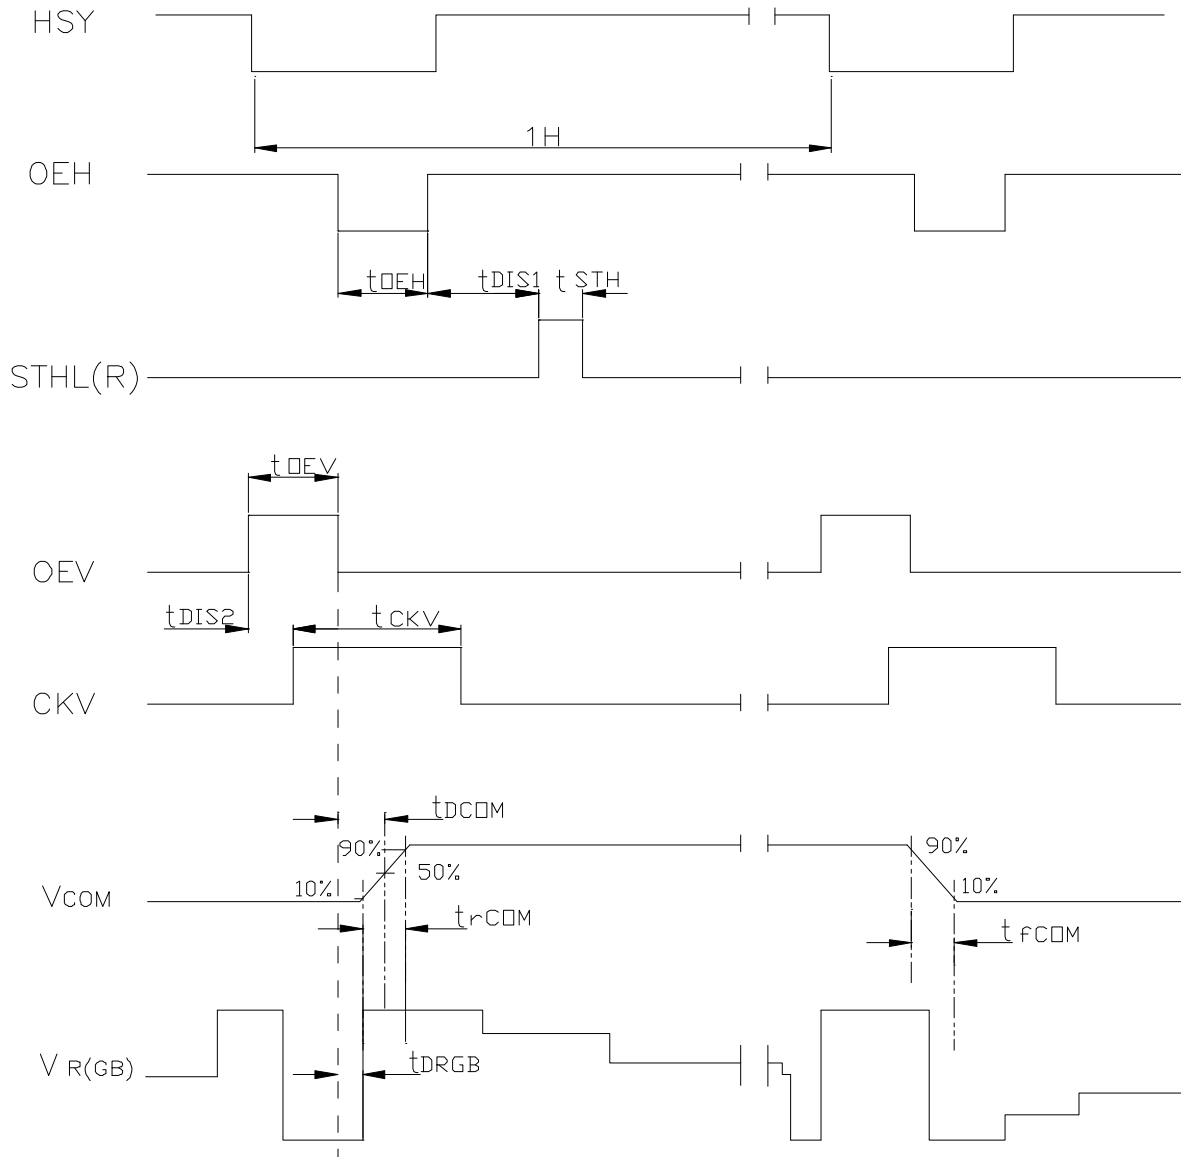 HSY
1H
OEH
tOEH
tDIS1
tSTH
STHL(R)
tOEV
OEV
tDIS2
tCKV
CKV
tDCOM
90%
50%
90%
10%
10%
VCOM
trCOM
tfCOM
VR(GB)
tDRGB